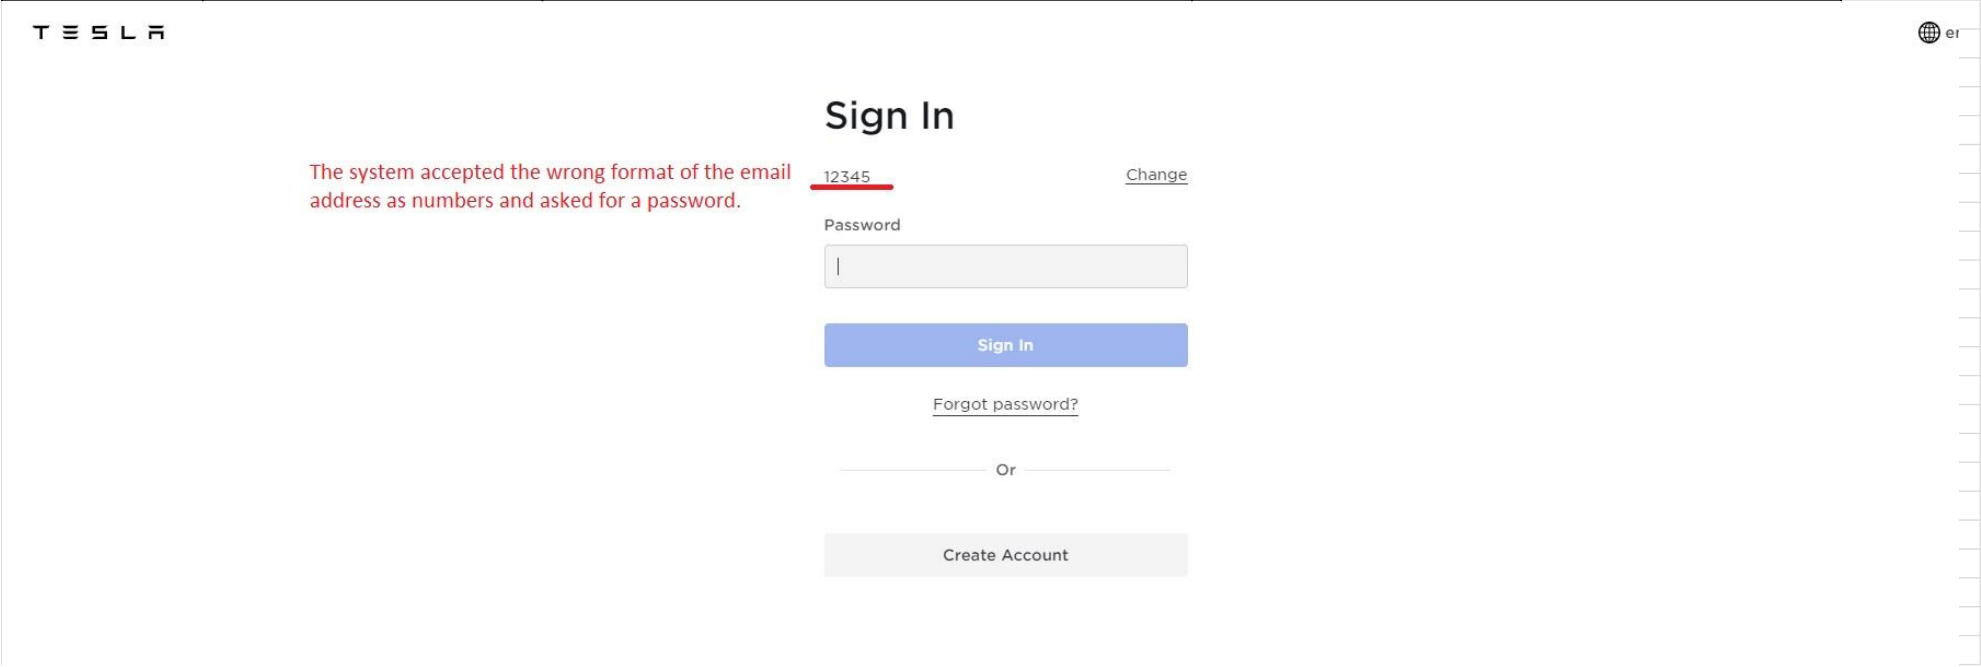 TESLA
er
Sign In
The system accepted the wrong format of the email
address as numbers and asked for a password.
12345
Change
Password
Sign In
Forgot password?
Or
Create Account